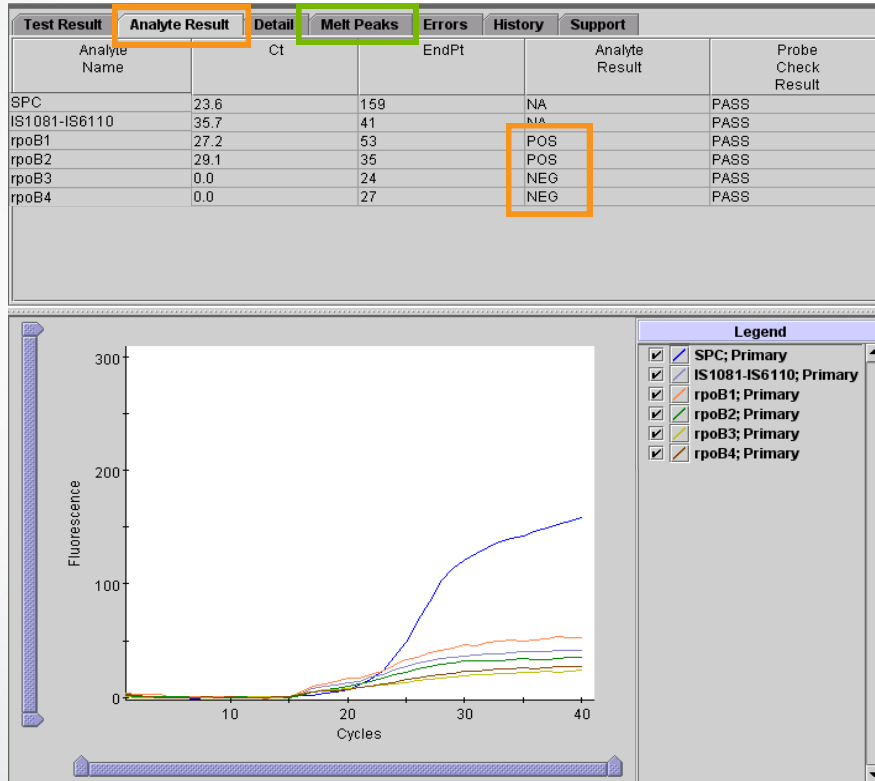 Test Result Analyte Result Detail Melt Peaks Errors History Support
Analyte Name Ct EndPt Analyte Result Probe Check Result
SPC 23.6 159 NA PASS
IS1081-IS6110 35.7 41 NA PASS
rpoB1 27.2 53 POS PASS
rpoB2 29.1 35 POS PASS
rpoB3 0.0 24 NEG PASS
rpoB4 0.0 27 NEG PASS
Legend
SPC; Primary
IS1081-IS6110; Primary
rpoB1; Primary
rpoB2; Primary
rpoB3; Primary
rpoB4; Primary
300
200
100
0
Fluorescence
10 20 30 40
Cycles